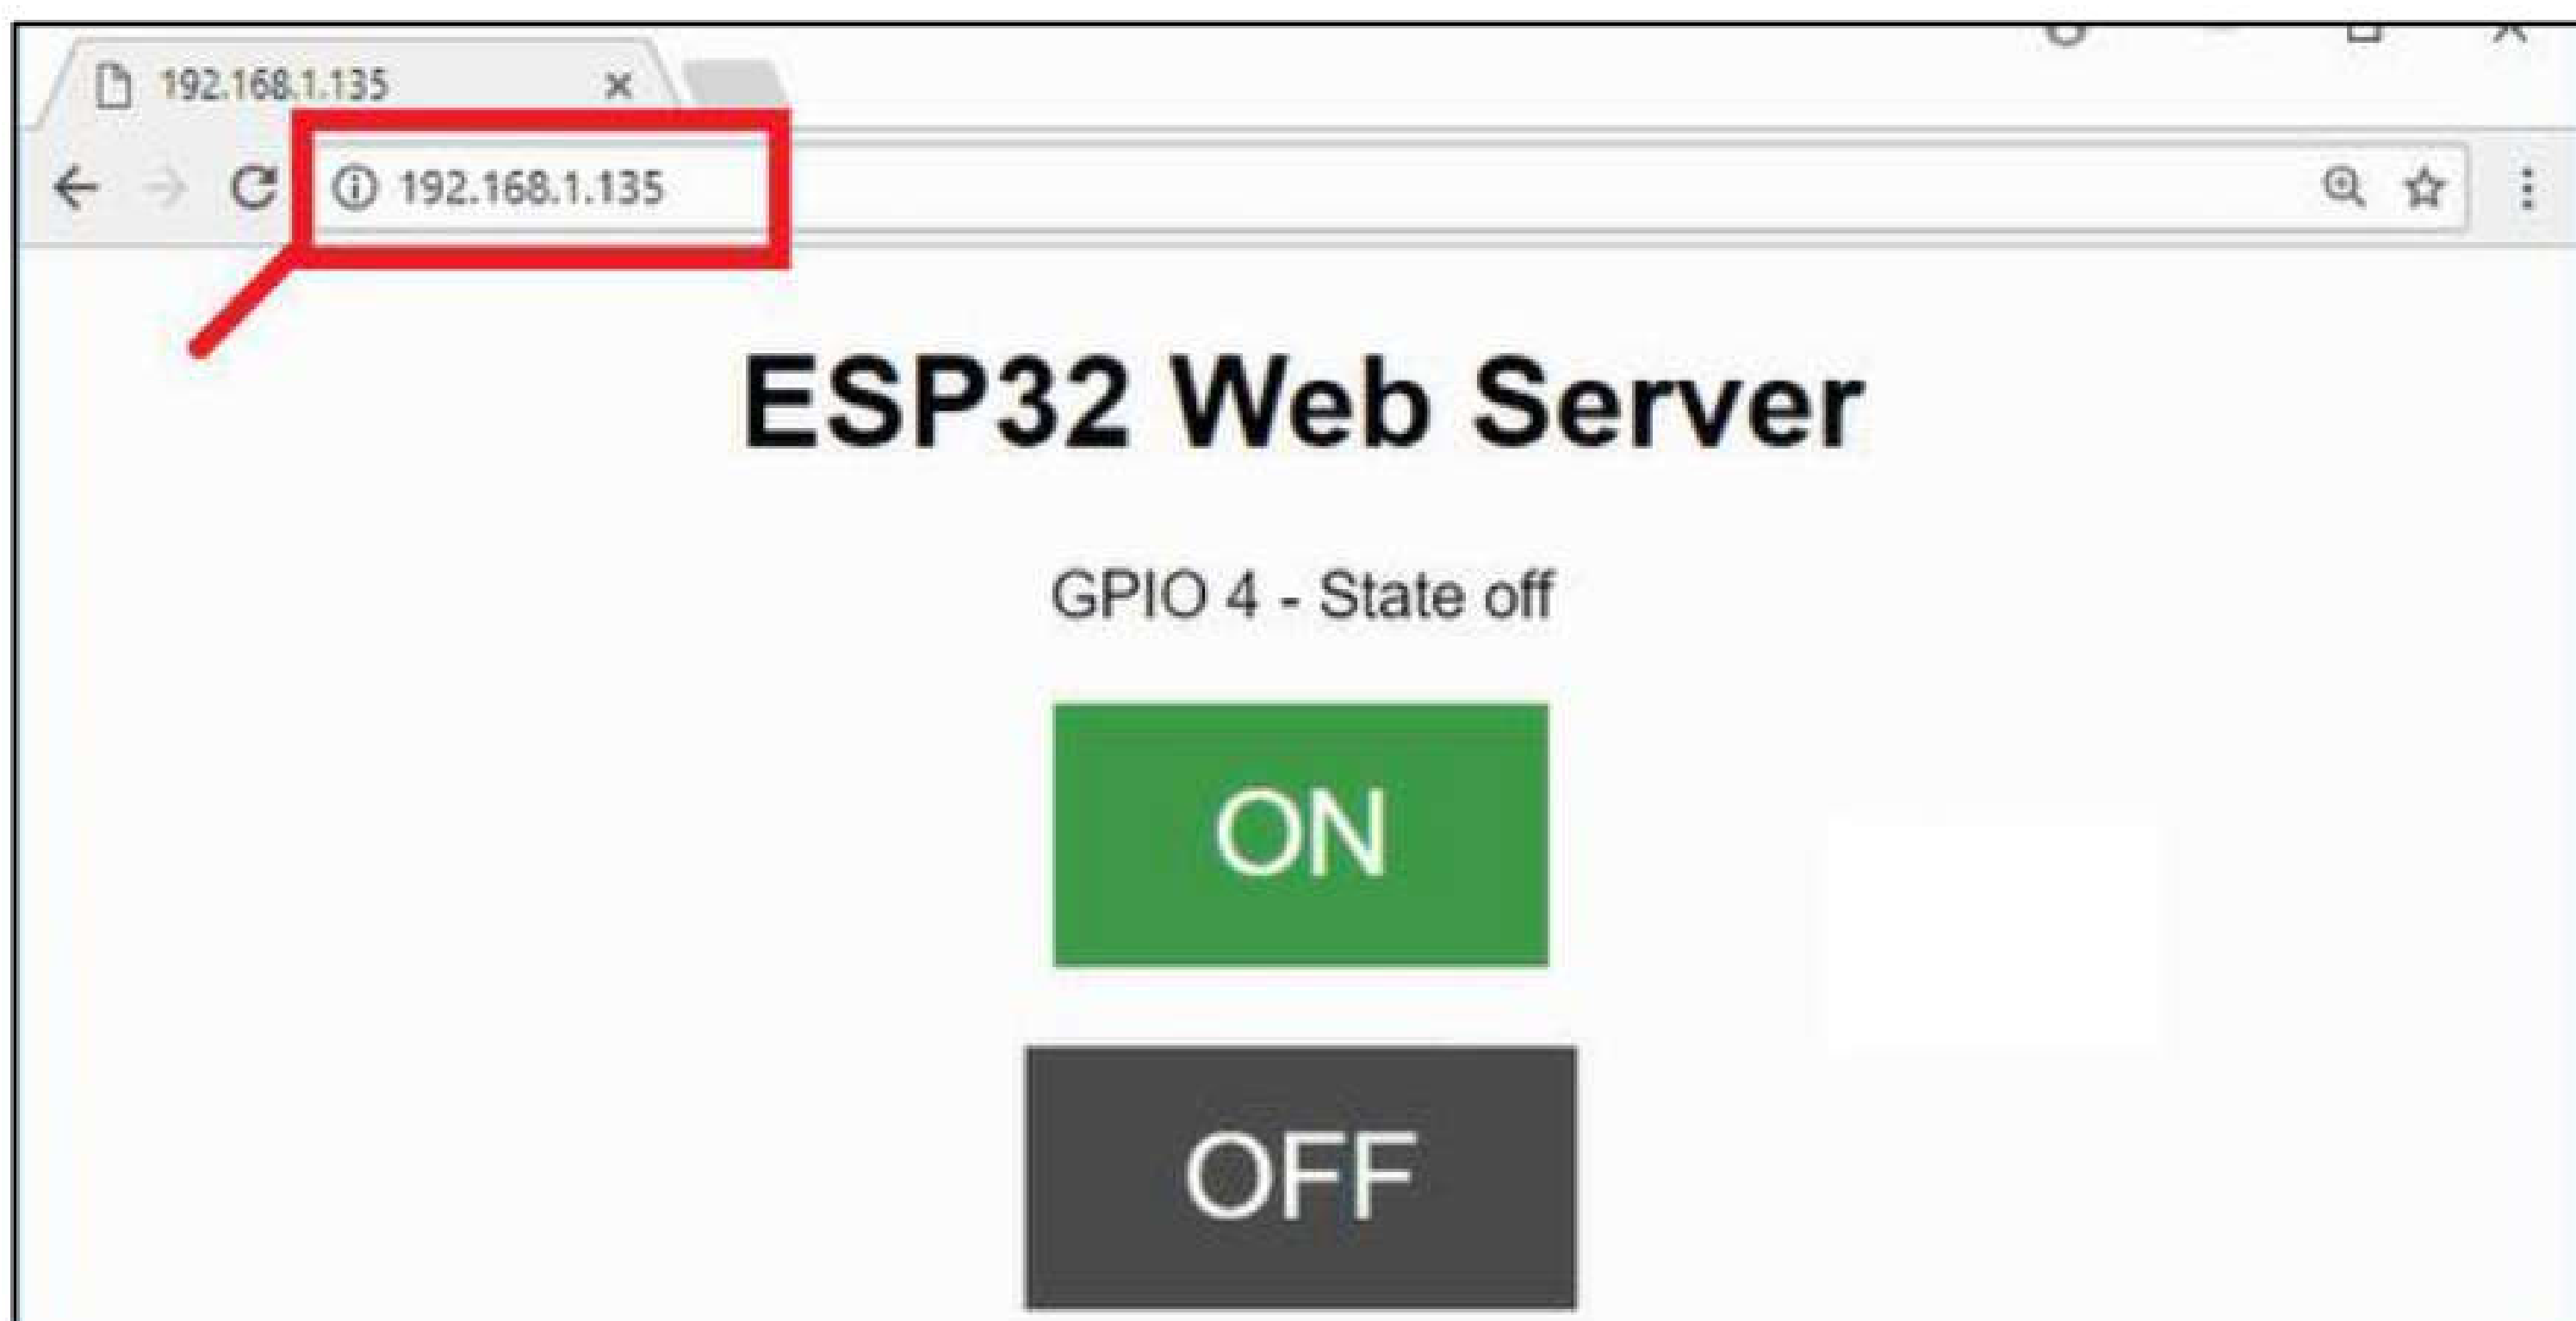 192.168.1.135
192.168.1.135
ESP32 Web Server
GPIO 4 - State off
ON
OFF